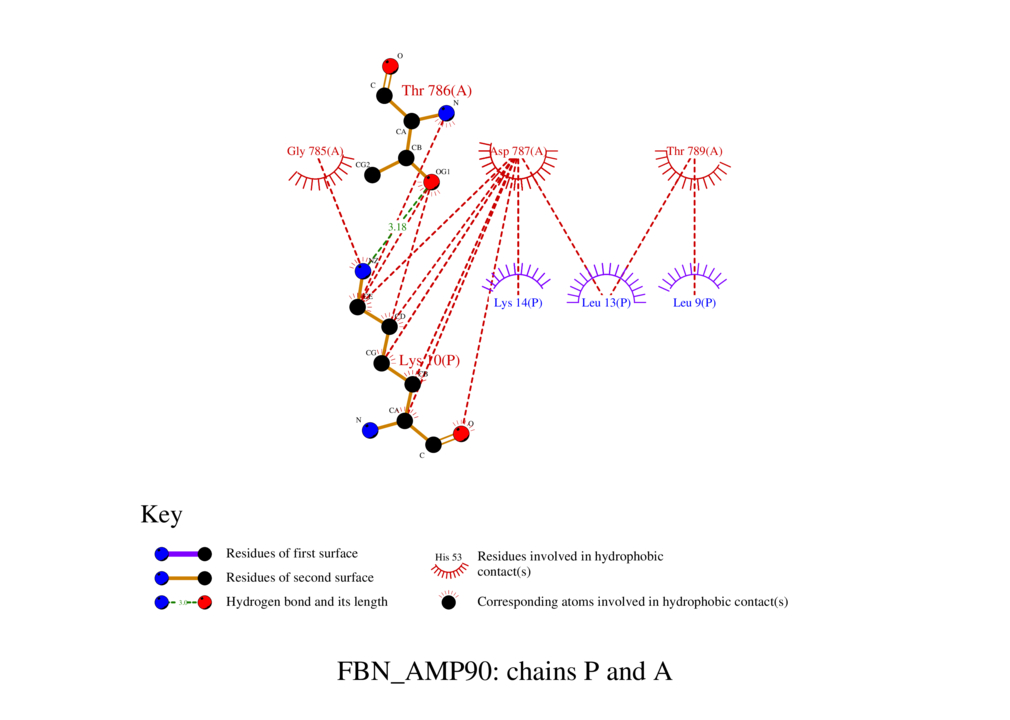 O
C
Thr 786(A)
N
CA
CB
Gly 785(A)
Asp 787(A)
Thr 789(A)
CG2
OG1
3.18
Lys 14(P)
Leu 13(P)
Leu 9(P)
CD
CG
Lys 10(P)
CB
CA
N
O
C
Key
Residues of first surface
Residues of second surface
3.0
Hydrogen bond and its length
His 53
Residues involved in hydrophobic
contact(s)
Corresponding atoms involved in hydrophobic contact(s)
FBN_AMP90: chains P and A